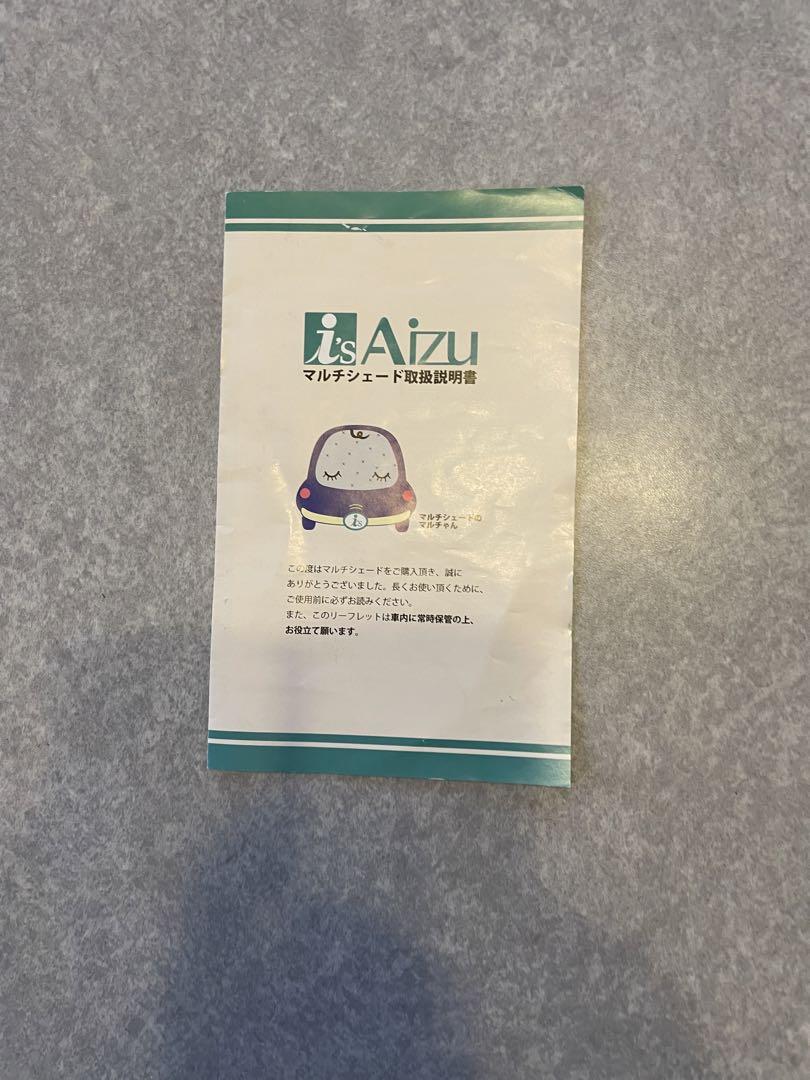 i's Aizu
マルチシェード取扱説明書
i's
マルチシェードの
マルチゃん
この度はマルチシェードをご購入頂き、誠に
ありがとうございました。長くお使い頂くために、
ご使用前に必ずお読みください。
また、このリーフレットは車内に常時保管の上、
お役立て願います。